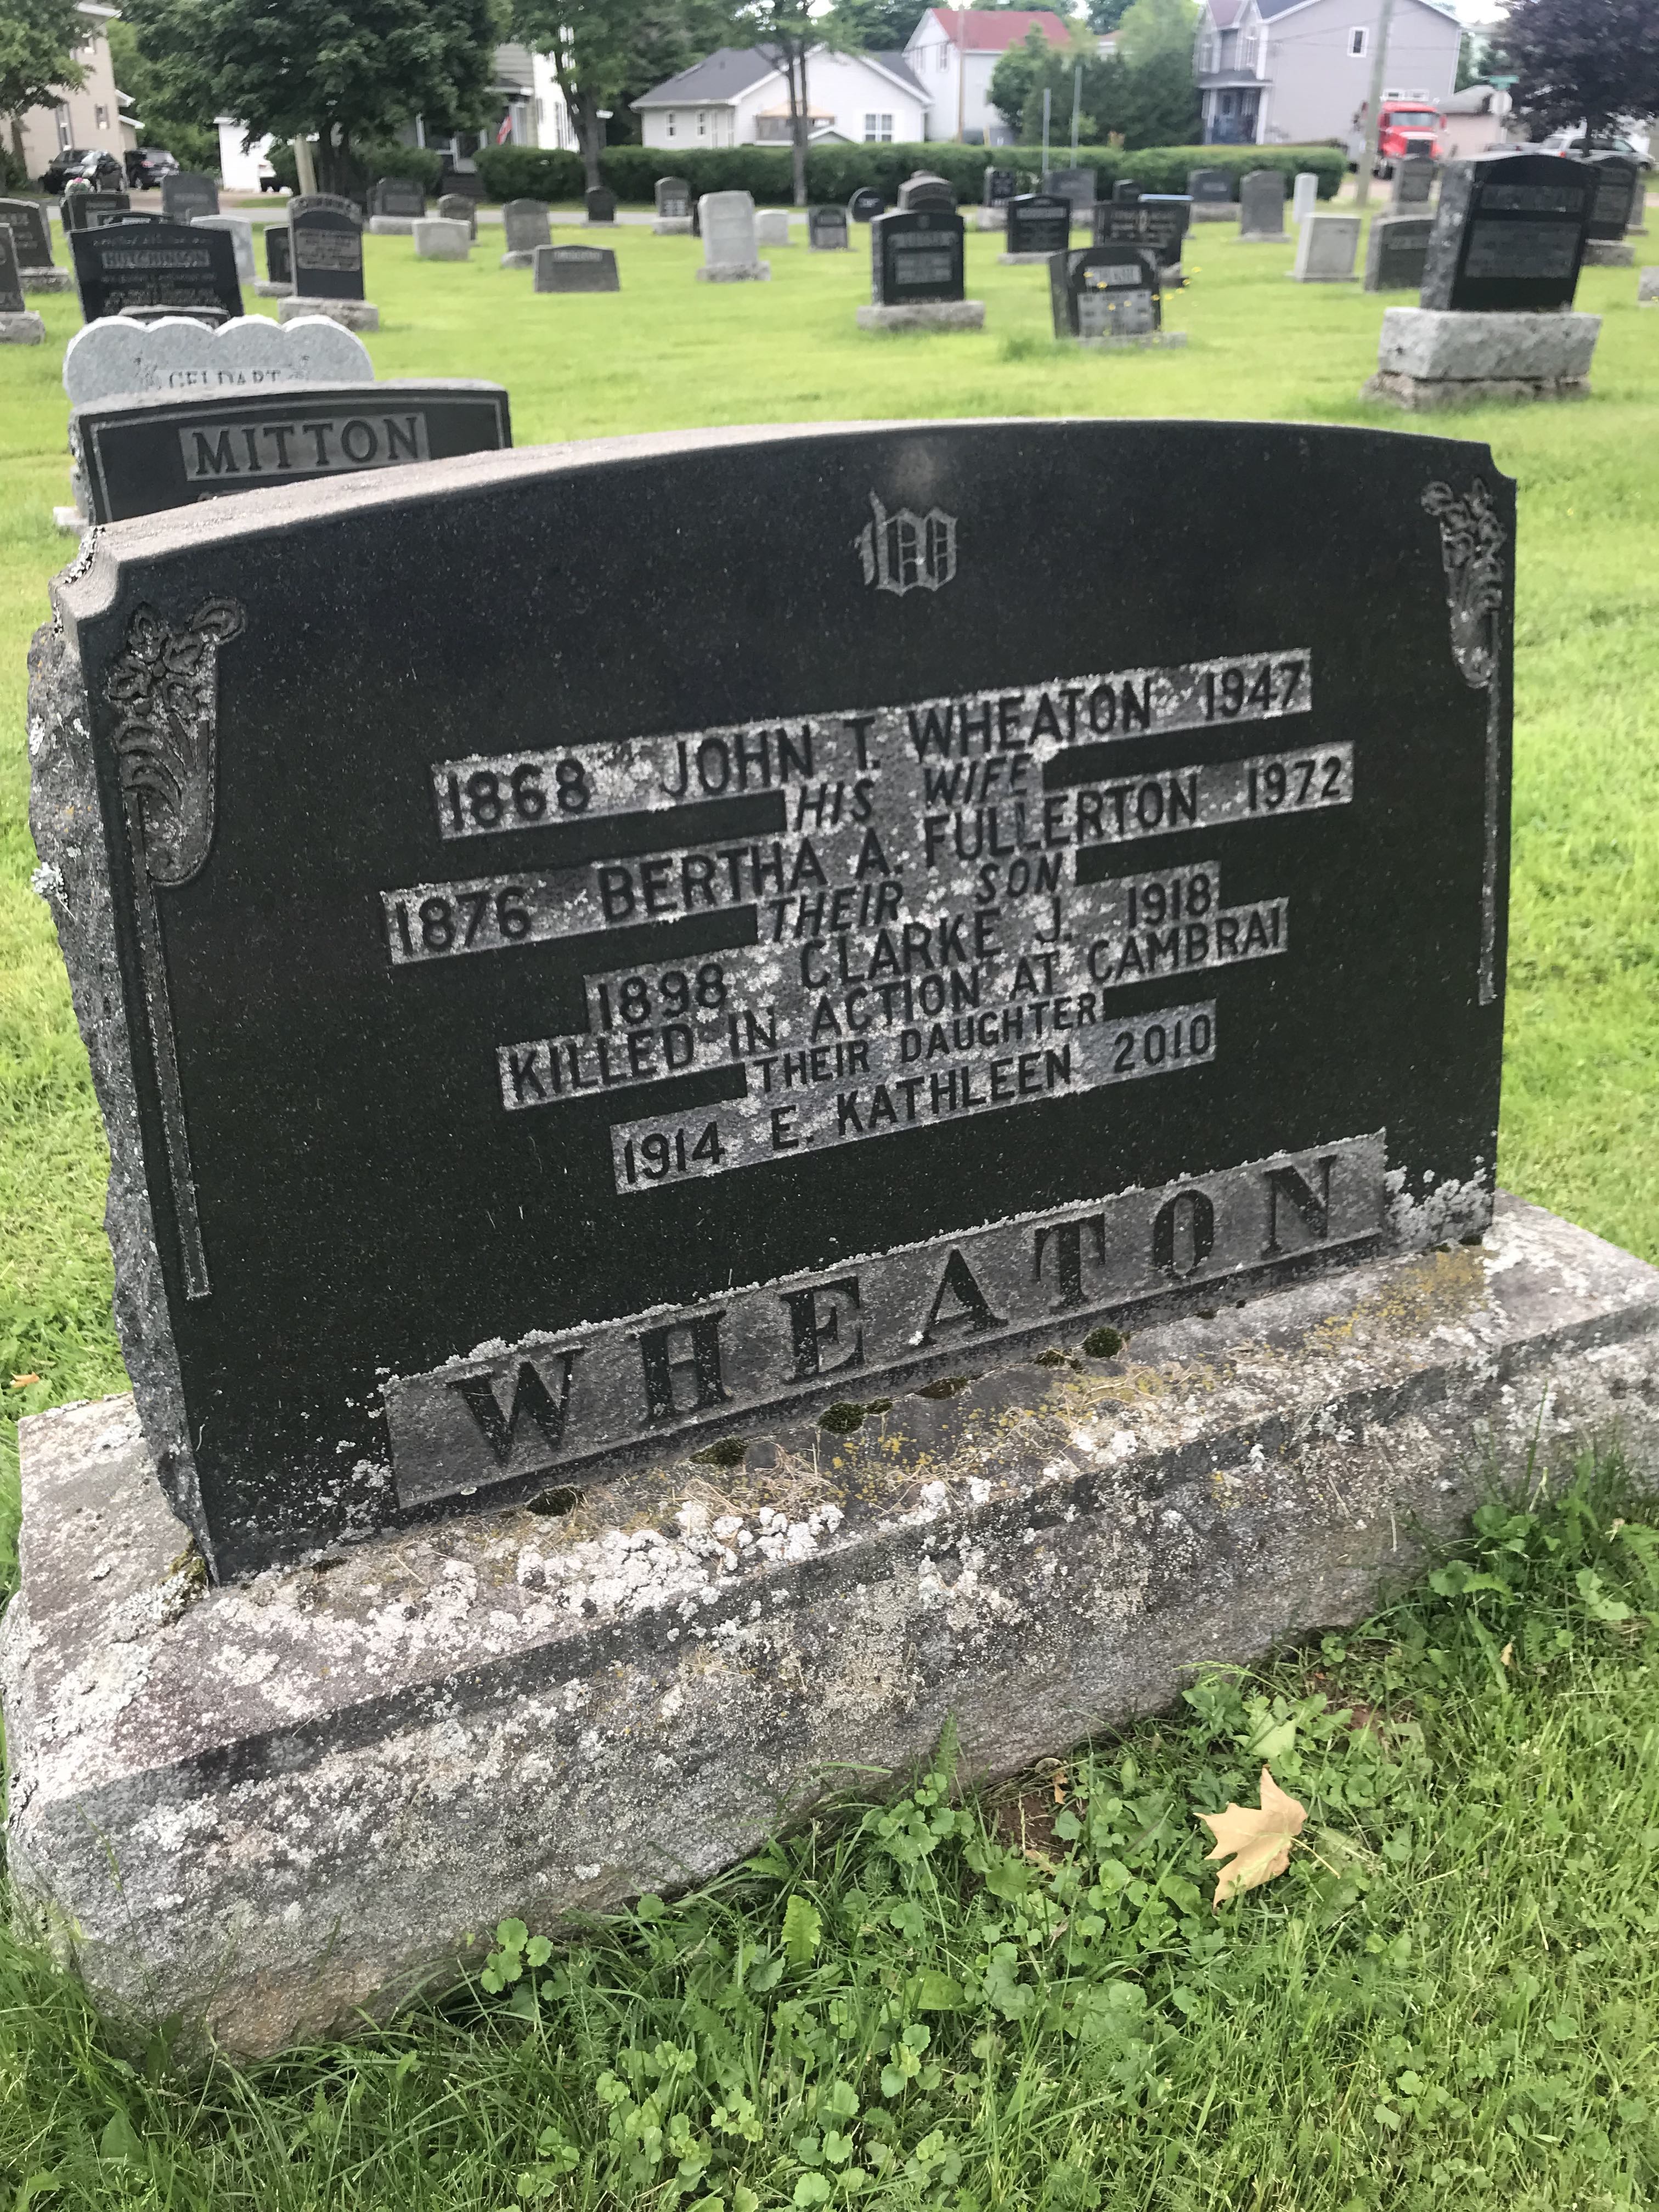 HUTCHINSON
GELDART
MITTON
W
1868 JOHN T. WHEATON 1947
HIS WIFE
1876 BERTHA A. FULLERTON 1972
THEIR SON
1898 CLARKE J. 1918
KILLED IN ACTION AT CAMBRAI
THEIR DAUGHTER
1914 E. KATHLEEN 2010
WHEATON